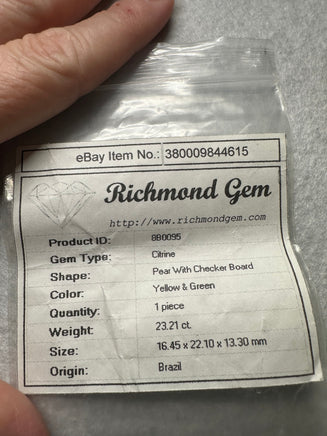 eBay Item No.: 380009844615
Richmond Gem
http://www.richmondgem.com
Product ID: 880095
Gem Type: Citrine
Shape: Pear With Checker Board
Color: Yellow & Green
Quantity: 1 piece
Weight: 23.21 ct.
Size: 16.45 x 22.10 x 13.30 mm
Origin: Brazil